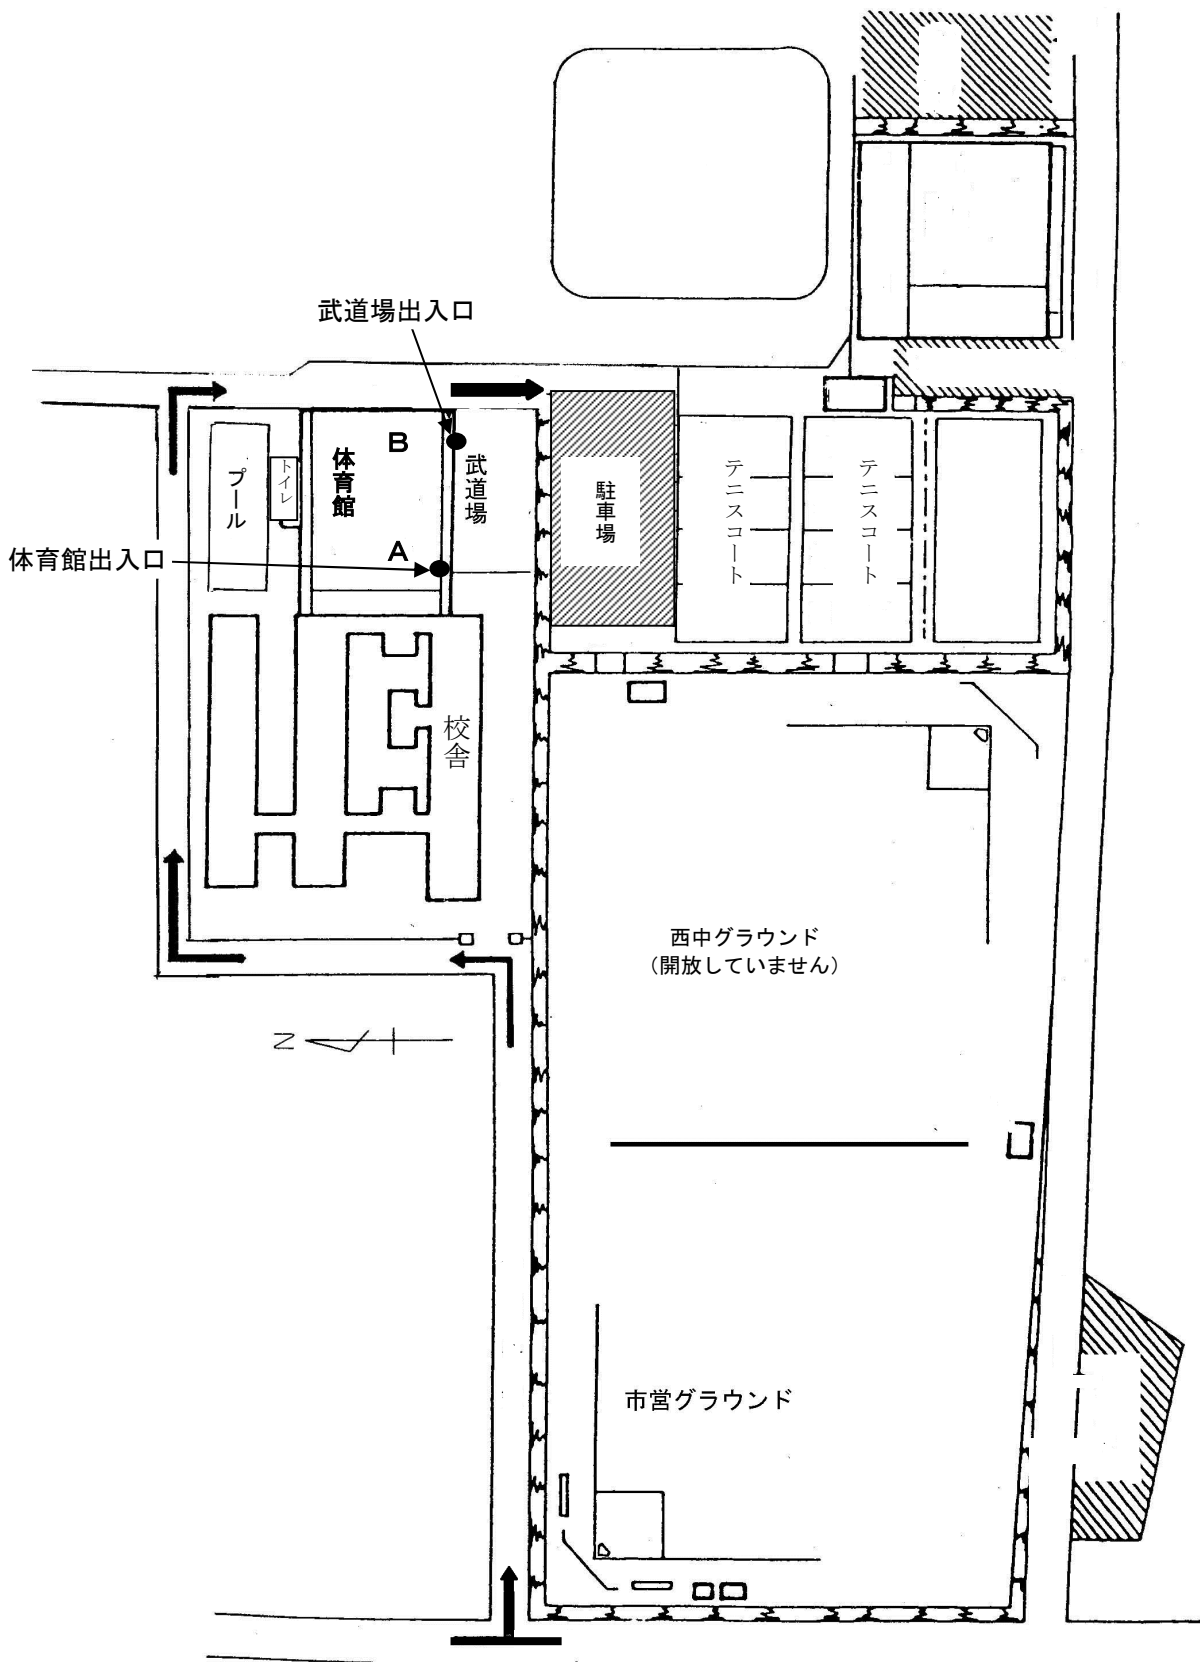 武道場出入口
B
体育館
武道場
プール
トイレ
駐車場
テニスコート
テニスコート
A
体育館出入口
校舎
西中グラウンド
（開放していません）
N
市営グラウンド